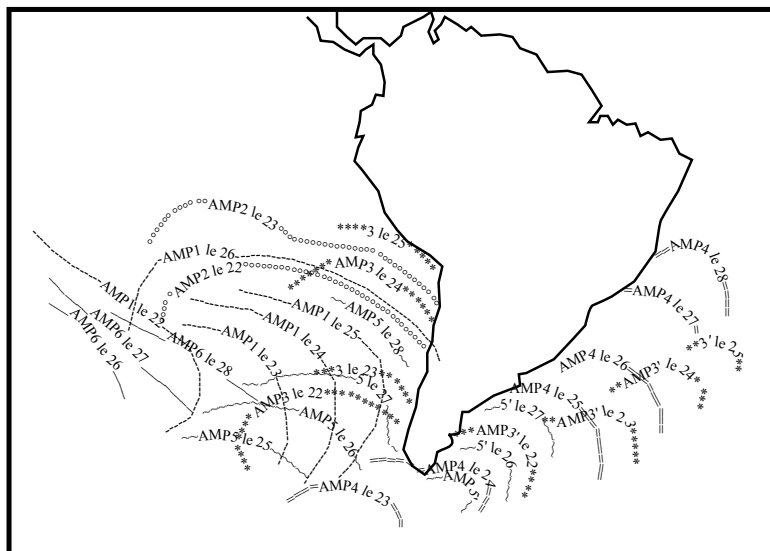 AMP2 le 23
3 le 25
AMP1 le 26
AMP4 le 28
AMP3 le 24
AMP2 le 22
AMP1 le 22
AMP4 le 27
AMP1 le 25
AMP5 le 28
AMP6 le 27
AMP6 le 26
AMP1 le 24
AMP1 le 23
AMP6 le 28
3' le 25
AMP4 le 26
3 le 23
AMP3' le 24
5 le 27
AMP3 le 22
AMP4 le 25
5' le 27
AMP3' le 23
AMP5 le 26
AMP5 le 25
AMP3' le 22
5' le 26
AMP4 le 24
AMP4 le 23